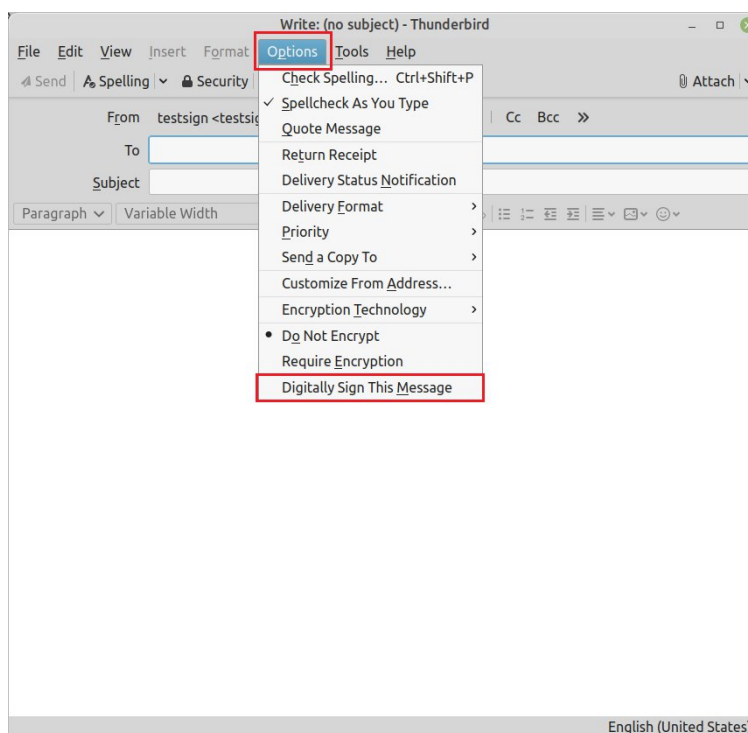 Write: (no subject) - Thunderbird
File Edit View Insert Format Options Tools Help
Send Spelling Security Attach
From testsign Cc Bcc »
To
Subject
Paragraph Variable Width
Check Spelling... Ctrl+Shift+P
✓ Spellcheck As You Type
Quote Message
Return Receipt
Delivery Status Notification
Delivery Format >
Priority >
Send a Copy To >
Customize From Address...
Encryption Technology >
• Do Not Encrypt
Require Encryption
Digitally Sign This Message
English (United States)